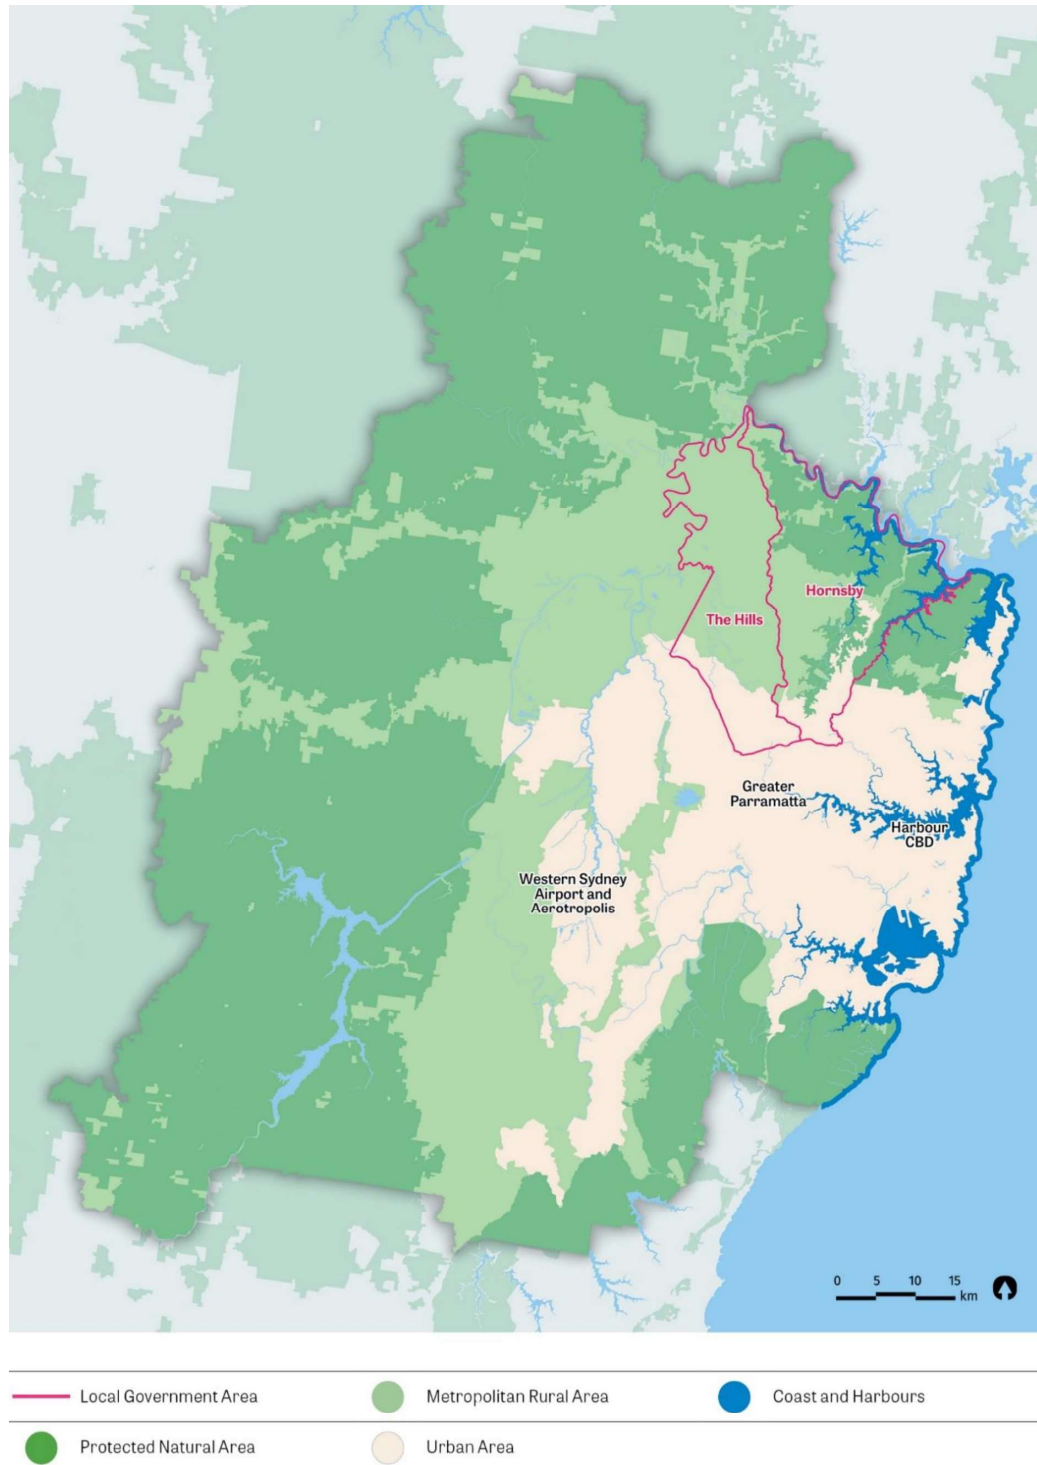 Hornsby
The Hills
Greater
Parramatta
Harbour
CBD
Western Sydney
Airport and
Aerotropolis
0 5 10 15
km
Local Government Area
Metropolitan Rural Area
Coast and Harbours
Protected Natural Area
Urban Area